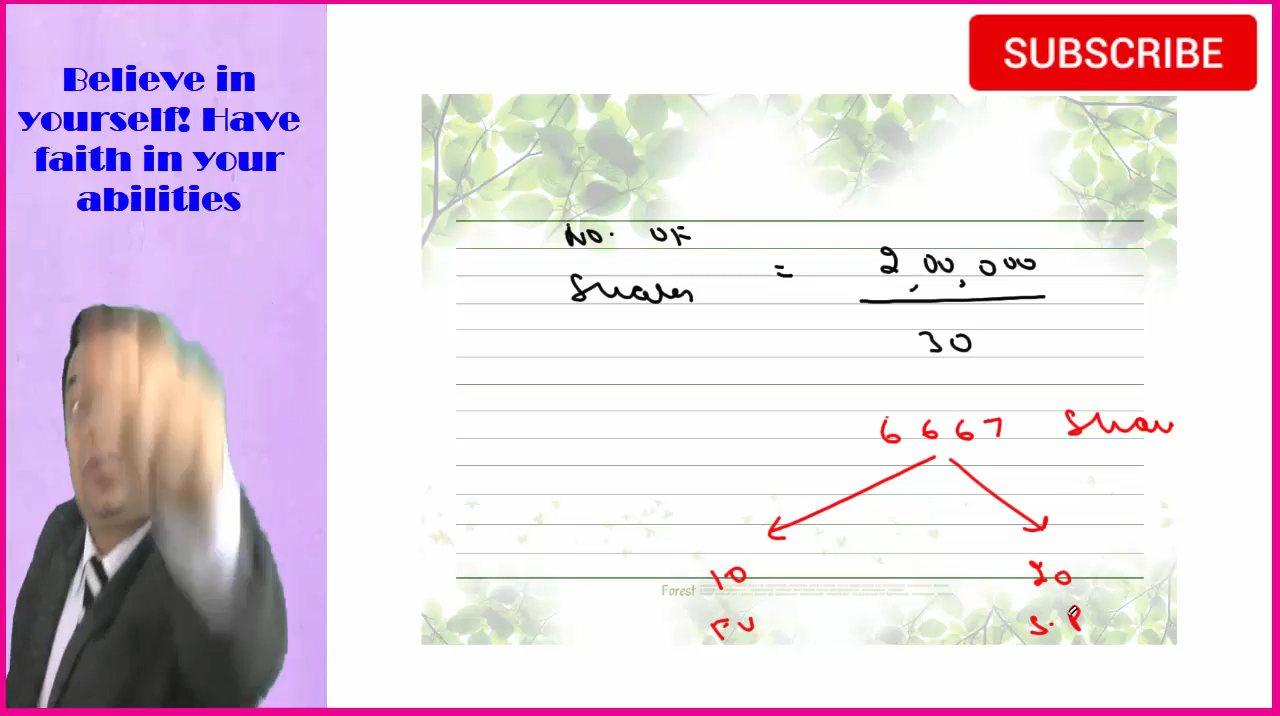 Believe in
yourself! Have
faith in your
abilities
SUBSCRIBE
No. of
Shares
= 2,00,000
30
6667 Shar
10
20
Forest
FV
S.P